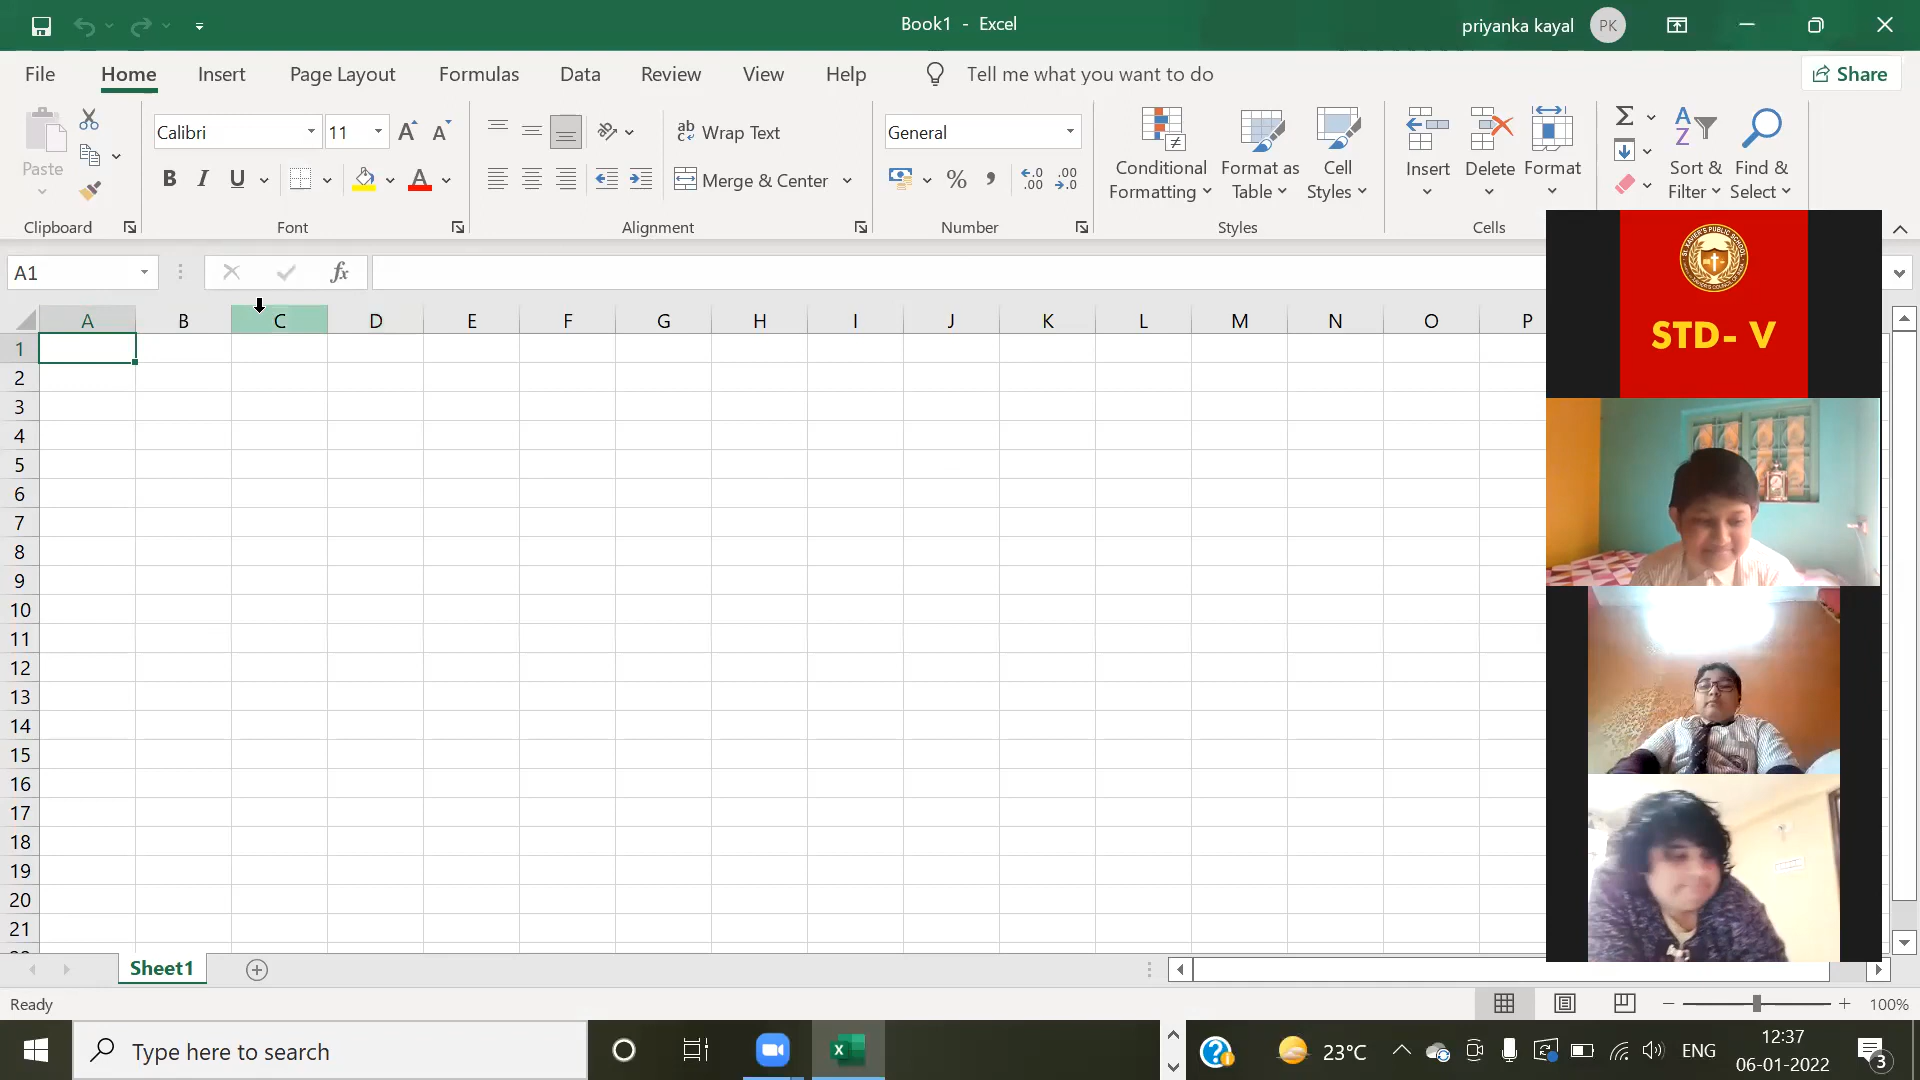 Book1 - Excel
priyanka kayal PK
File Home Insert Page Layout Formulas Data Review View Help Tell me what you want to do Share
Paste
Calibri 11 A A
B I U A
ab Wrap Text
Merge & Center
General
% , .00
Conditional Formatting
Format as Table
Cell Styles
Insert Delete Format
Σ
Sort & Filter
Find & Select
Clipboard Font Alignment Number Styles Cells
A1 fx
A B C D E F G H I J K L M N O P
1
2
3
4
5
6
7
8
9
10
11
12
13
14
15
16
17
18
19
20
21
STD- V
Sheet1
Ready 100%
Type here to search
23°C ENG
12:37
06-01-2022
3